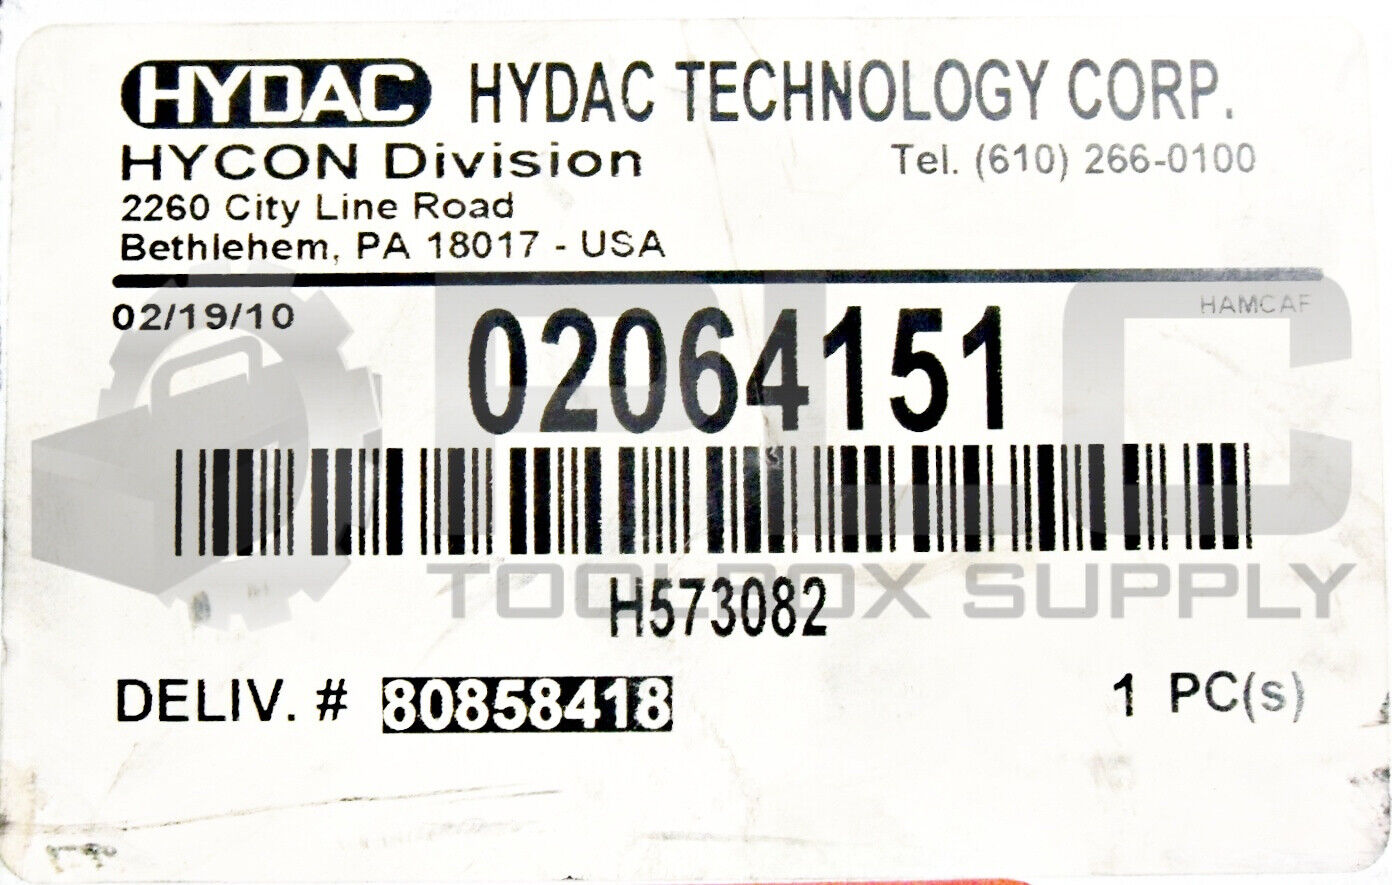 HYDAC HYDAC TECHNOLOGY CORP.
HYCON Division Tel. (610) 266-0100
2260 City Line Road
Bethlehem, PA 18017 - USA
02/19/10 HAMCAF
02064151
PLC
TOOLBOX SUPPLY
H573082
DELIV. # 80858418 1 PC(s)